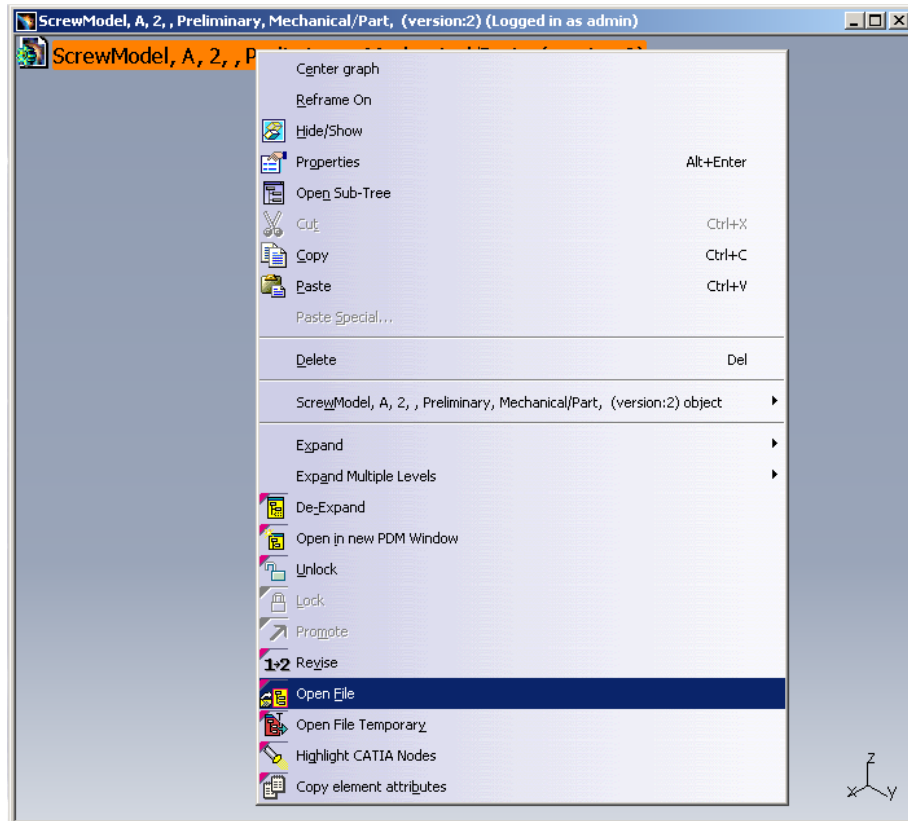 ScrewModel, A, 2, , Preliminary, Mechanical/Part, (version:2) (Logged in as admin)
ScrewModel, A, 2, , P
Center graph
Reframe On
Hide/Show
Properties Alt+Enter
Open Sub-Tree
Cut Ctrl+X
Copy Ctrl+C
Paste Ctrl+V
Paste Special...
Delete Del
ScrewModel, A, 2, , Preliminary, Mechanical/Part, (version:2) object
Expand
Expand Multiple Levels
De-Expand
Open in new PDM Window
Unlock
Lock
Promote
1→2 Revise
Open File
Open File Temporary
Highlight CATIA Nodes
Copy element attributes
z
x y